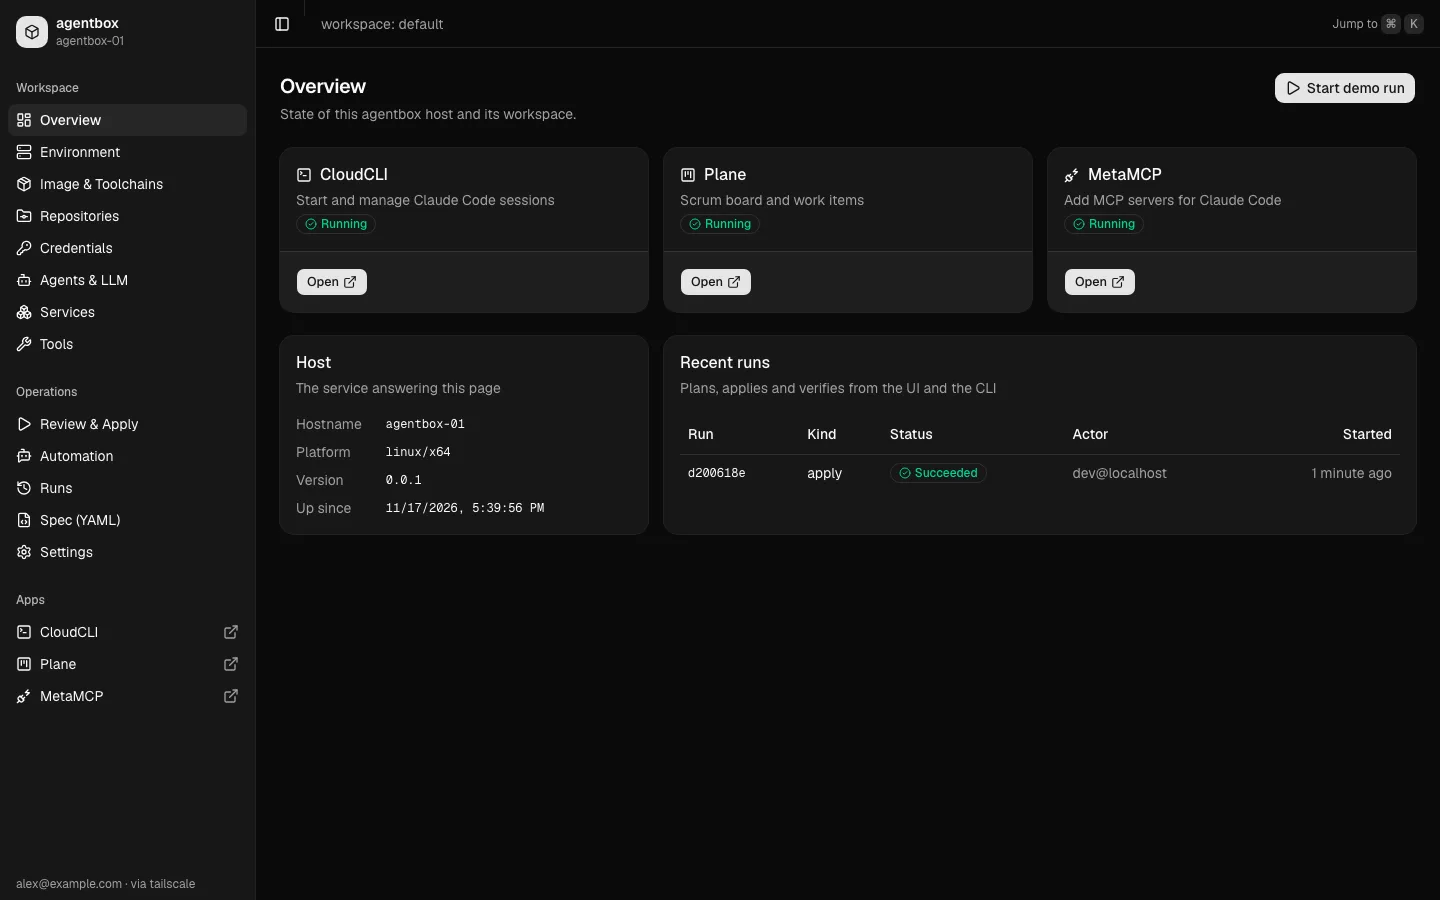 agentbox
agentbox-01
Workspace
Overview
Environment
Image & Toolchains
Repositories
Credentials
Agents & LLM
Services
Tools
Operations
Review & Apply
Automation
Runs
Spec (YAML)
Settings
Apps
CloudCLI
Plane
MetaMCP
alex@example.com · via tailscale
workspace: default
Jump to ⌘ K
Overview
State of this agentbox host and its workspace.
Start demo run
CloudCLI
Start and manage Claude Code sessions
Running
Open
Plane
Scrum board and work items
Running
Open
MetaMCP
Add MCP servers for Claude Code
Running
Open
Host
The service answering this page
Hostname agentbox-01
Platform linux/x64
Version 0.0.1
Up since 11/17/2026, 5:39:56 PM
Recent runs
Plans, applies and verifies from the UI and the CLI
Run Kind Status Actor Started
d200618e apply Succeeded dev@localhost 1 minute ago